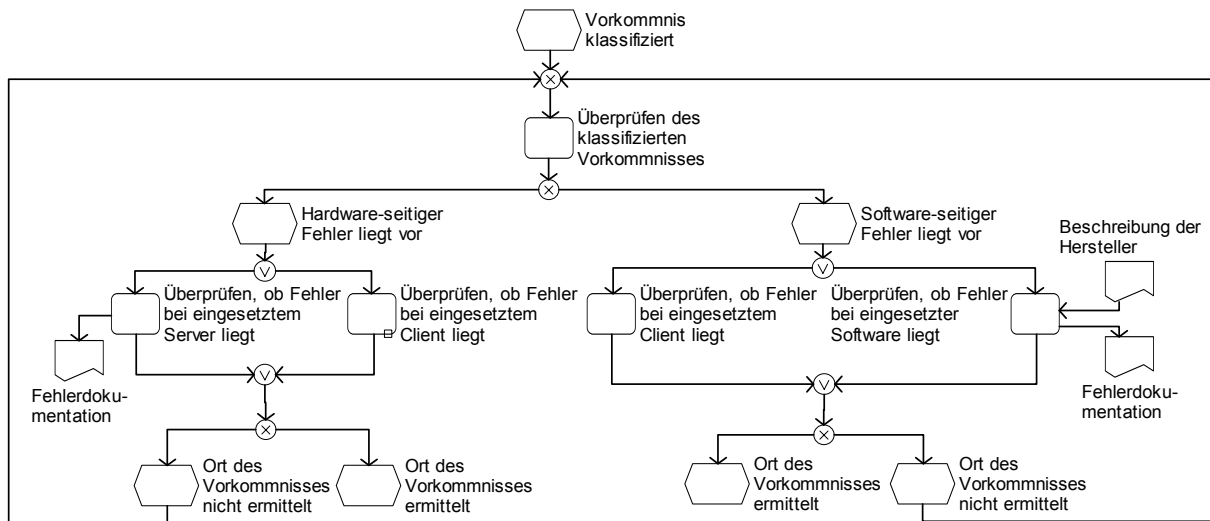 Vorkommnis
klassifiziert
Überprüfen des
klassifizierten
Vorkommnisses
Hardware-seitiger
Fehler liegt vor
Software-seitiger
Fehler liegt vor
Beschreibung der
Hersteller
Überprüfen, ob Fehler
bei eingesetztem
Server liegt
Überprüfen, ob Fehler
bei eingesetztem
Client liegt
Überprüfen, ob Fehler
bei eingesetztem
Client liegt
Überprüfen, ob Fehler
bei eingesetzter
Software liegt
Fehlerdoku-
mentation
Fehlerdoku-
mentation
Ort des
Vorkommnisses
nicht ermittelt
Ort des
Vorkommnisses
ermittelt
Ort des
Vorkommnisses
ermittelt
Ort des
Vorkommnisses
nicht ermittelt